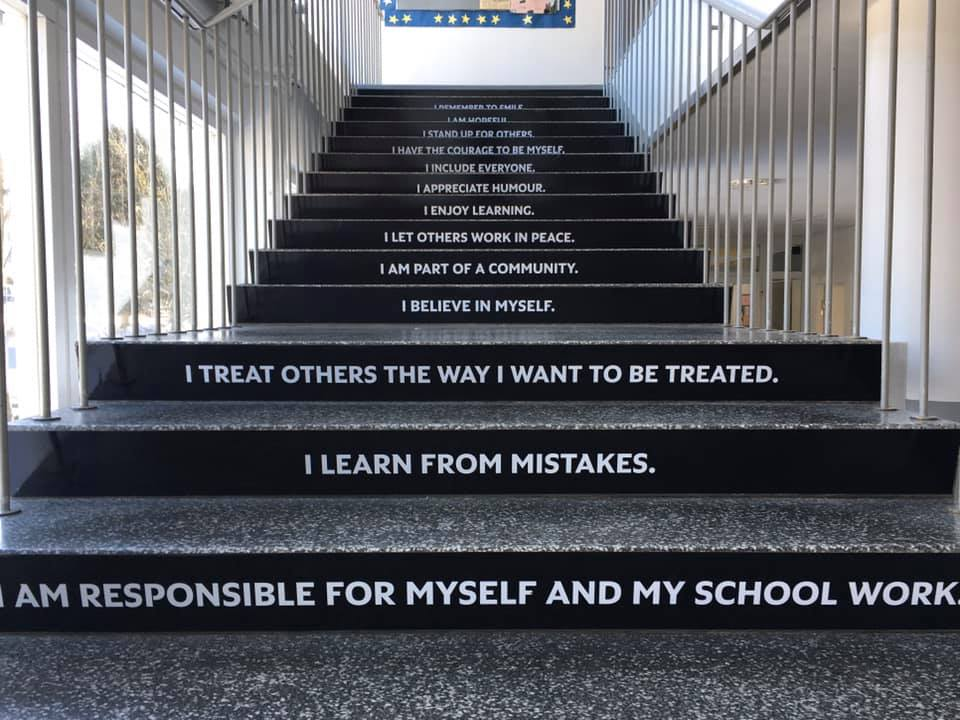 I REMEMBER TO SMILE
I AM HOPEFUL
I STAND UP FOR OTHERS.
I HAVE THE COURAGE TO BE MYSELF.
I INCLUDE EVERYONE.
I APPRECIATE HUMOUR.
I ENJOY LEARNING.
I LET OTHERS WORK IN PEACE.
I AM PART OF A COMMUNITY.
I BELIEVE IN MYSELF.
I TREAT OTHERS THE WAY I WANT TO BE TREATED.
I LEARN FROM MISTAKES.
I AM RESPONSIBLE FOR MYSELF AND MY SCHOOL WORK.